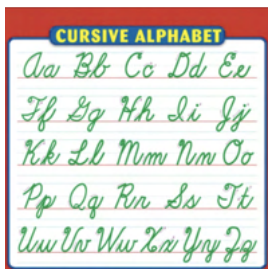 CURSIVE ALPHABET
Aa Bb Cc Dd Ee
Ff Gg Hh Ii Jj
Kk Ll Mm Nn Oo
Pp Qq Rr Ss Tt
Uu Vv Ww Xx Yy Zz